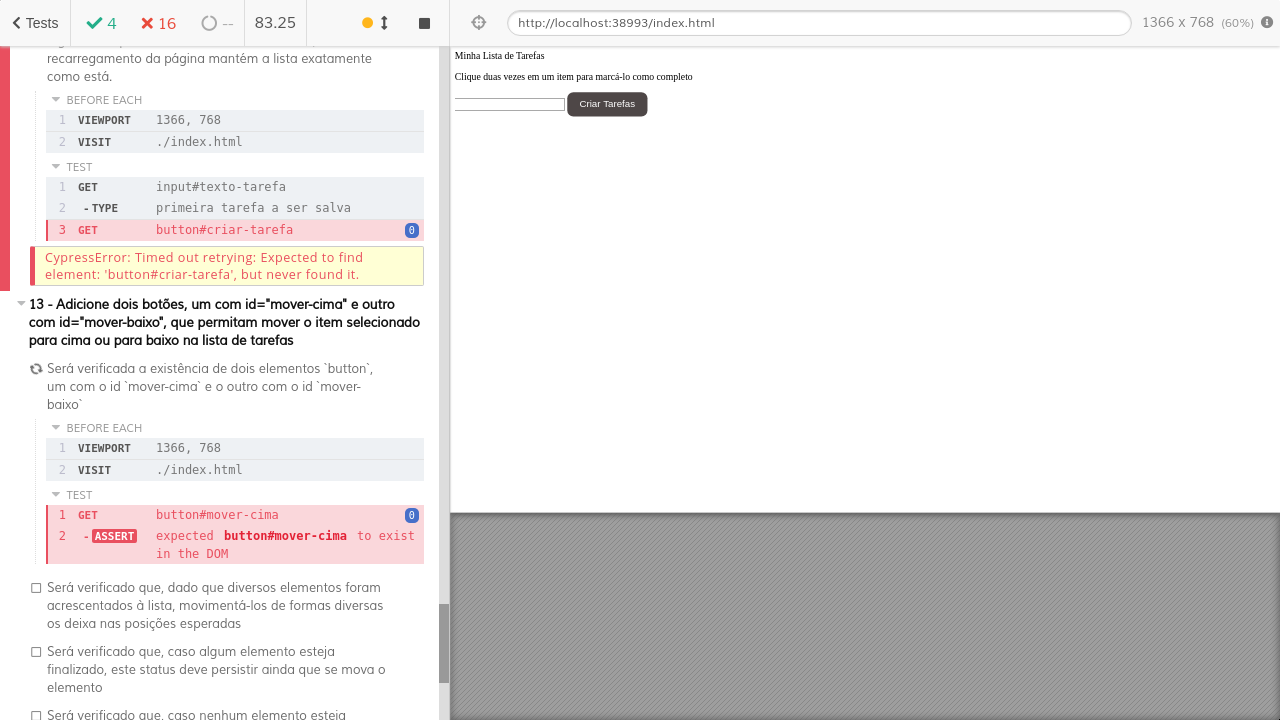 Tests
4
16
--
83.25
http://localhost:38993/index.html
1366 x 768 (60%)
recarregamento da página mantém a lista exatamente
como está.
BEFORE EACH
1 VIEWPORT 1366, 768
2 VISIT ./index.html
TEST
1 GET input#texto-tarefa
2 -TYPE primeira tarefa a ser salva
3 GET button#criar-tarefa 0
CypressError: Timed out retrying: Expected to find
element: 'button#criar-tarefa', but never found it.
13 - Adicione dois botões, um com id="mover-cima" e outro
com id="mover-baixo", que permitam mover o item selecionado
para cima ou para baixo na lista de tarefas
Será verificada a existência de dois elementos `button`,
um com o id `mover-cima` e o outro com o id `mover-
baixo`
BEFORE EACH
1 VIEWPORT 1366, 768
2 VISIT ./index.html
TEST
1 GET button#mover-cima 0
2 -ASSERT expected button#mover-cima to exist
in the DOM
Será verificado que, dado que diversos elementos foram
acrescentados à lista, movimentá-los de formas diversas
os deixa nas posições esperadas
Será verificado que, caso algum elemento esteja
finalizado, este status deve persistir ainda que se mova o
elemento
Será verificado que, caso nenhum elemento esteja
Minha Lista de Tarefas
Clique duas vezes em um item para marcá-lo como completo
Criar Tarefas